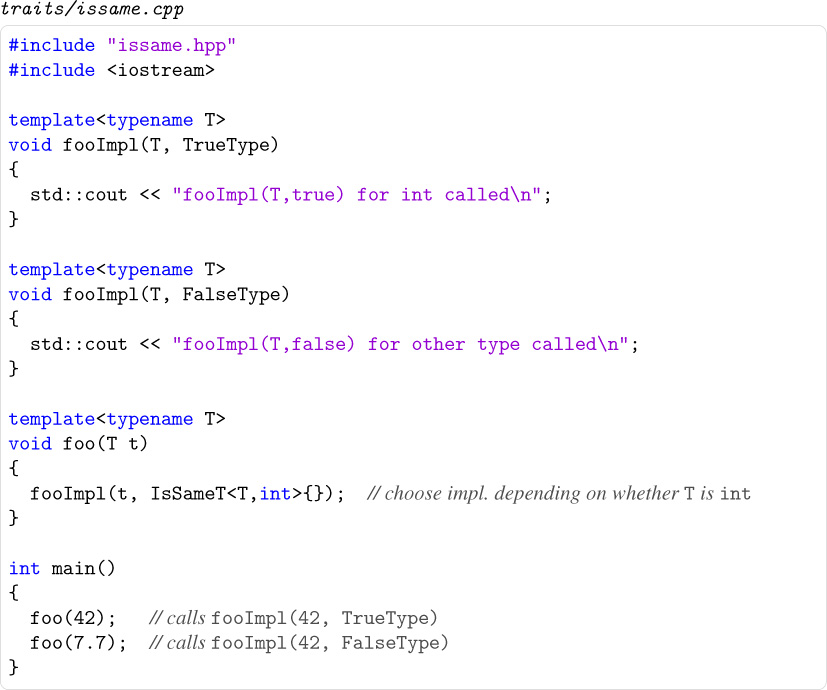 traits/issame.cpp
#include "issame.hpp"
#include <iostream>
template<typename T>
void fooImpl(T, TrueType)
{
  std::cout << "fooImpl(T,true) for int called\n";
}
template<typename T>
void fooImpl(T, FalseType)
{
  std::cout << "fooImpl(T,false) for other type called\n";
}
template<typename T>
void foo(T t)
{
  fooImpl(t, IsSameT<T,int>{});  // choose impl. depending on whether T is int
}
int main()
{
  foo(42);   // calls fooImpl(42, TrueType)
  foo(7.7);  // calls fooImpl(42, FalseType)
}